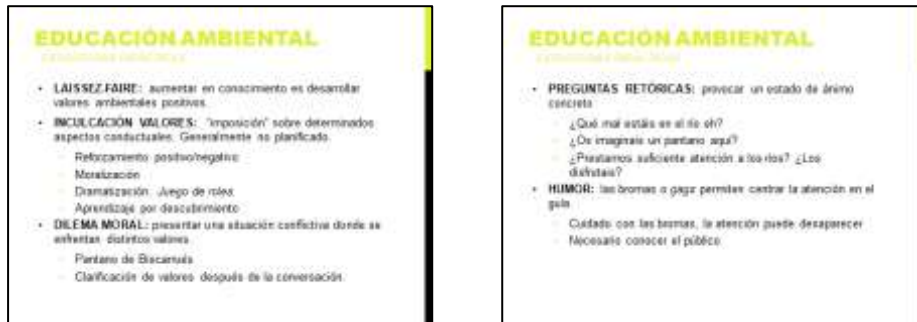 EDUCACIÓN AMBIENTAL
LAISSEZ FAIRE: aumentar en conocimiento es desarrollar
valores ambientales positivos.
INCULCACIÓN VALORES: "imposición" sobre determinados
aspectos conductuales. Generalmente no planificado.
Reforzamiento positivo/negativo
Moralización
Dramatización. Juego de roles
Aprendizaje por descubrimiento
DILEMA MORAL: presentar una situación conflictiva donde se
enfrentan distintos valores
Pantano de Biscarrués
Clarificación de valores después de la conversación
EDUCACIÓN AMBIENTAL
PREGUNTAS RETÓRICAS: provocar un estado de ánimo
concreto
¿Qué mal estáis en el río eh?
¿Os imagináis un pantano aquí?
¿Prestamos suficiente atención a los ríos? ¿Los
disfrutáis?
HUMOR: las bromas o gags permiten centrar la atención en el
guía
Cuidado con las bromas, la atención puede desaparecer
Necesario conocer el público